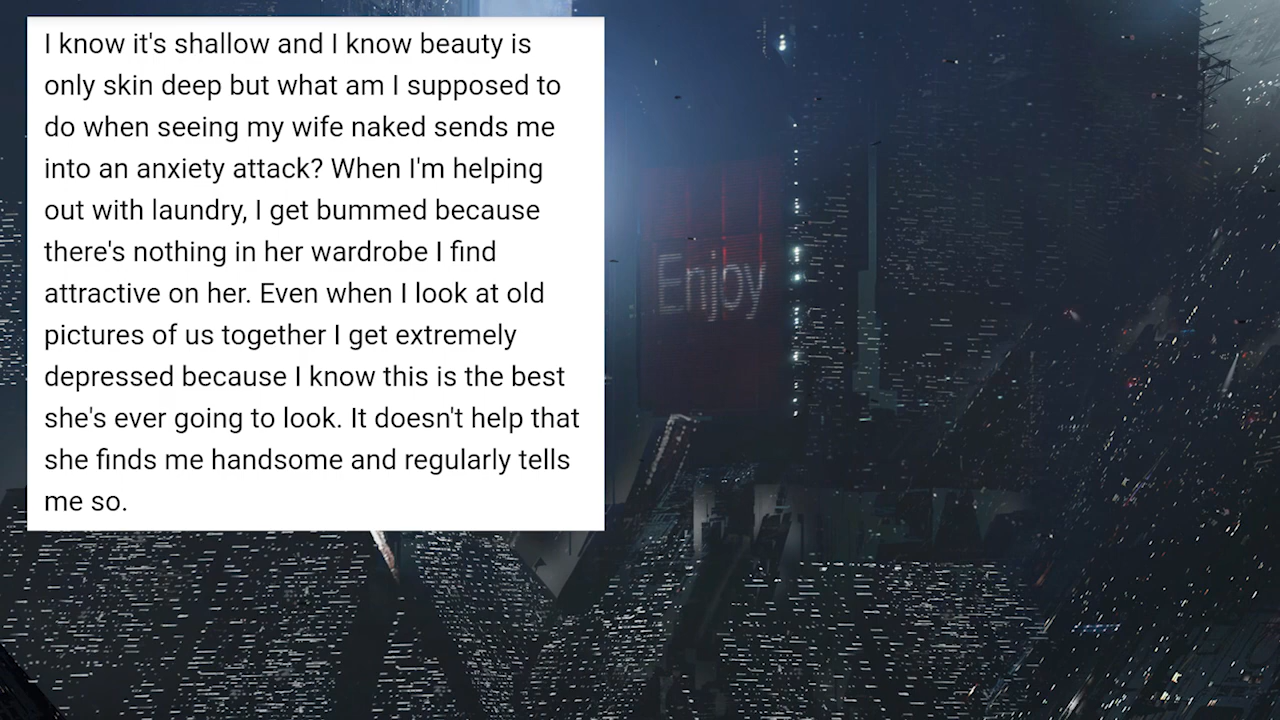 I know it's shallow and I know beauty is
only skin deep but what am I supposed to
do when seeing my wife naked sends me
into an anxiety attack? When I'm helping
out with laundry, I get bummed because
there's nothing in her wardrobe I find
attractive on her. Even when I look at old
pictures of us together I get extremely
depressed because I know this is the best
she's ever going to look. It doesn't help that
she finds me handsome and regularly tells
me so.
Enjoy